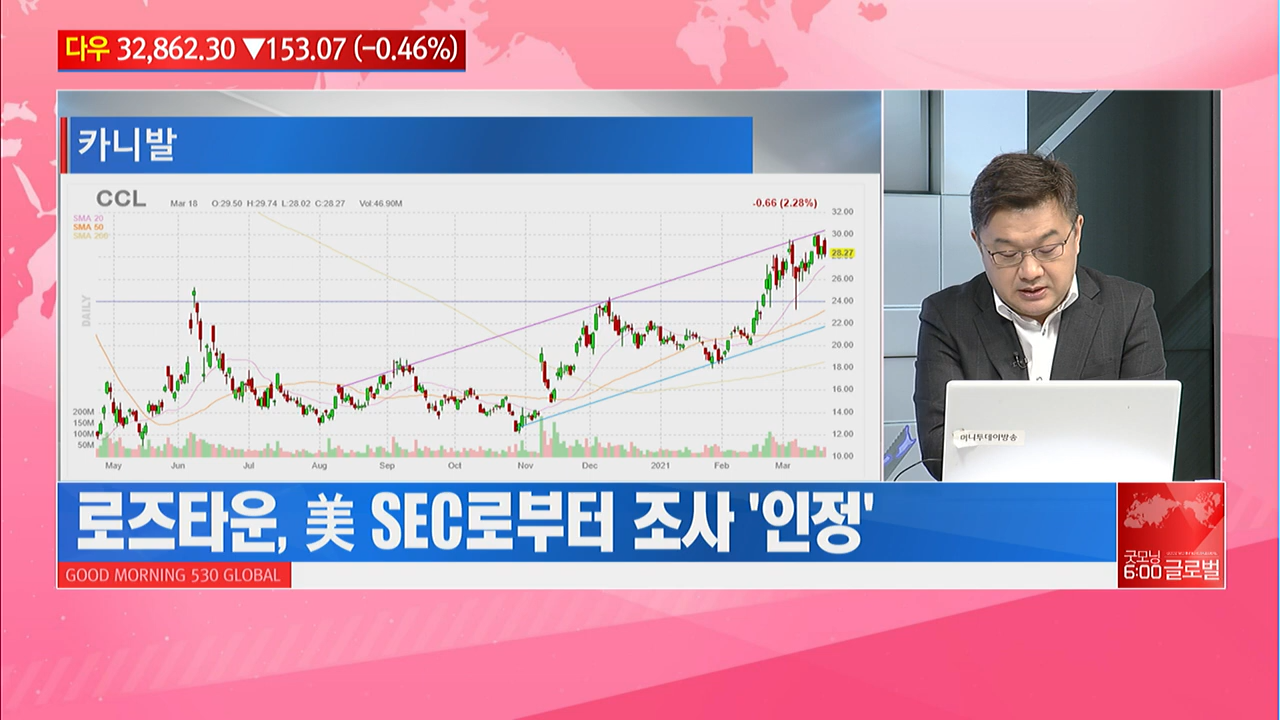 다우 32,862.30 ▼153.07 (-0.46%)
카니발
CCL Mar 18 O:29.50 H:29.74 L:28.02 C:28.27 Vol:46.90M -0.66 (2.28%)
SMA 20
SMA 50
SMA 200
DAILY
32.00
30.00
28.27
26.00
24.00
22.00
20.00
18.00
16.00
14.00
12.00
10.00
200M
150M
100M
50M
May Jun Jul Aug Sep Oct Nov Dec 2021 Feb Mar
머니투데이방송
로즈타운, 美 SEC로부터 조사 '인정'
GOOD MORNING 530 GLOBAL
굿모닝
6:00 글로벌